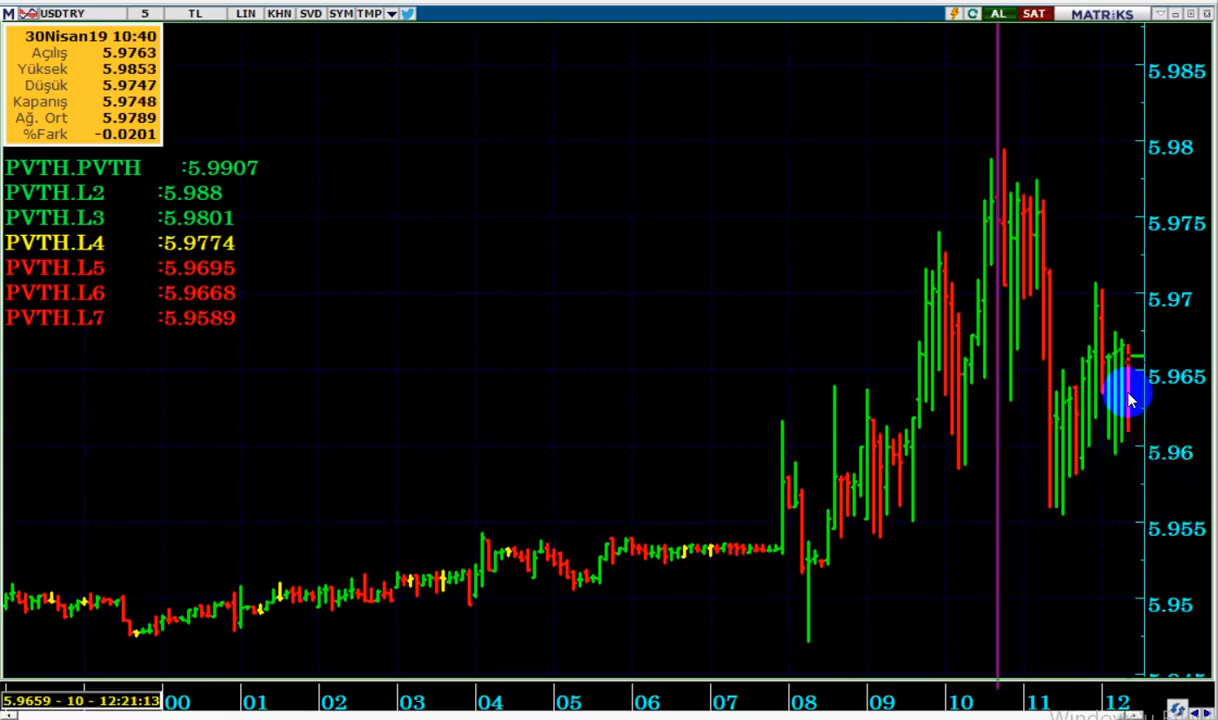 M USDTRY 5 TL LIN KHN SVD SYM TMP AL SAT MATRiKS
30Nisan19 10:40
Açılış 5.9763
Yüksek 5.9853
Düşük 5.9747
Kapanış 5.9748
Ağ. Ort 5.9789
%Fark -0.0201
PVTH.PVTH :5.9907
PVTH.L2 :5.988
PVTH.L3 :5.9801
PVTH.L4 :5.9774
PVTH.L5 :5.9695
PVTH.L6 :5.9668
PVTH.L7 :5.9589
5.985
5.98
5.975
5.97
5.965
5.96
5.955
5.95
5.9659 - 10 - 12:21:13
00 01 02 03 04 05 06 07 08 09 10 11 12